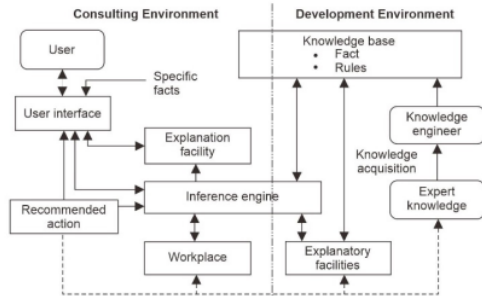 Consulting Environment
Development Environment
User
Knowledge base
• Fact
• Rules
Specific
facts
User interface
Explanation
facility
Knowledge
engineer
Knowledge
acquisition
Inference engine
Expert
knowledge
Recommended
action
Workplace
Explanatory
facilities